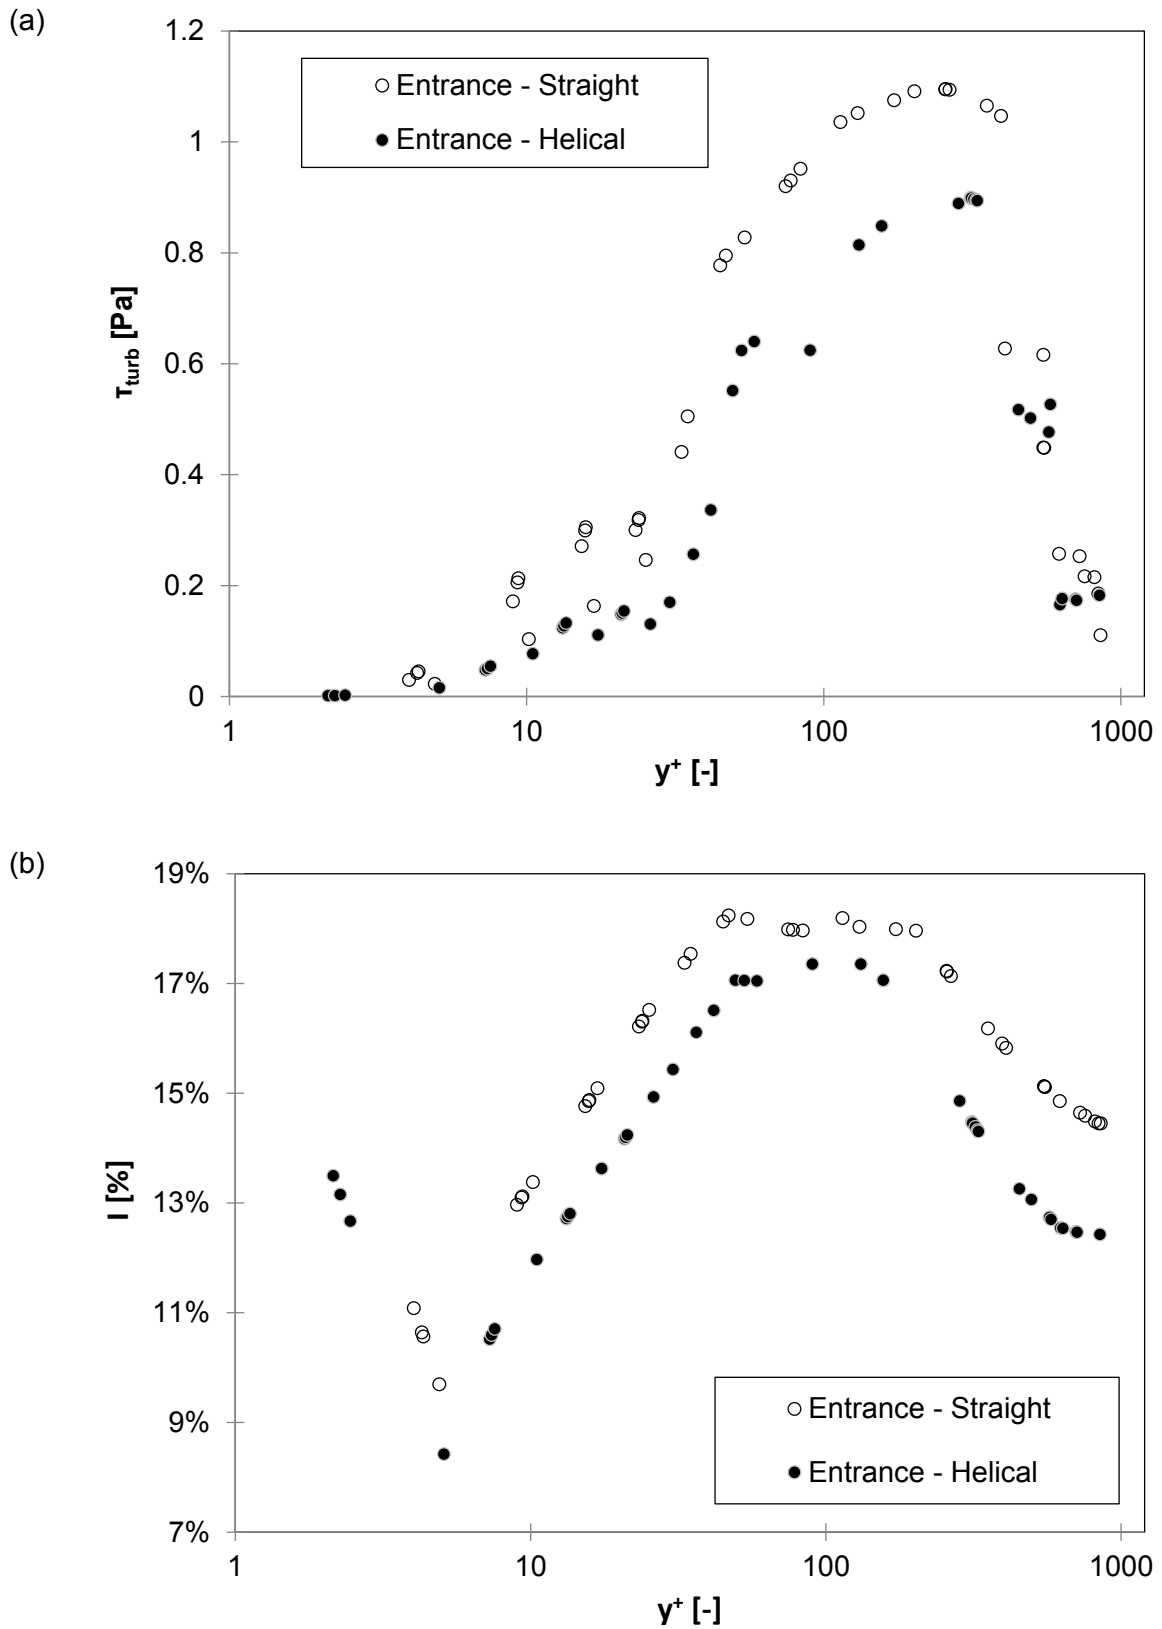 (a)
1.2
1
0.8
0.6
0.4
0.2
0
τturb [Pa]
Entrance - Straight
Entrance - Helical
1 10 100 1000
y+ [-]
(b)
19%
17%
15%
13%
11%
9%
7%
I [%]
Entrance - Straight
Entrance - Helical
1 10 100 1000
y+ [-]